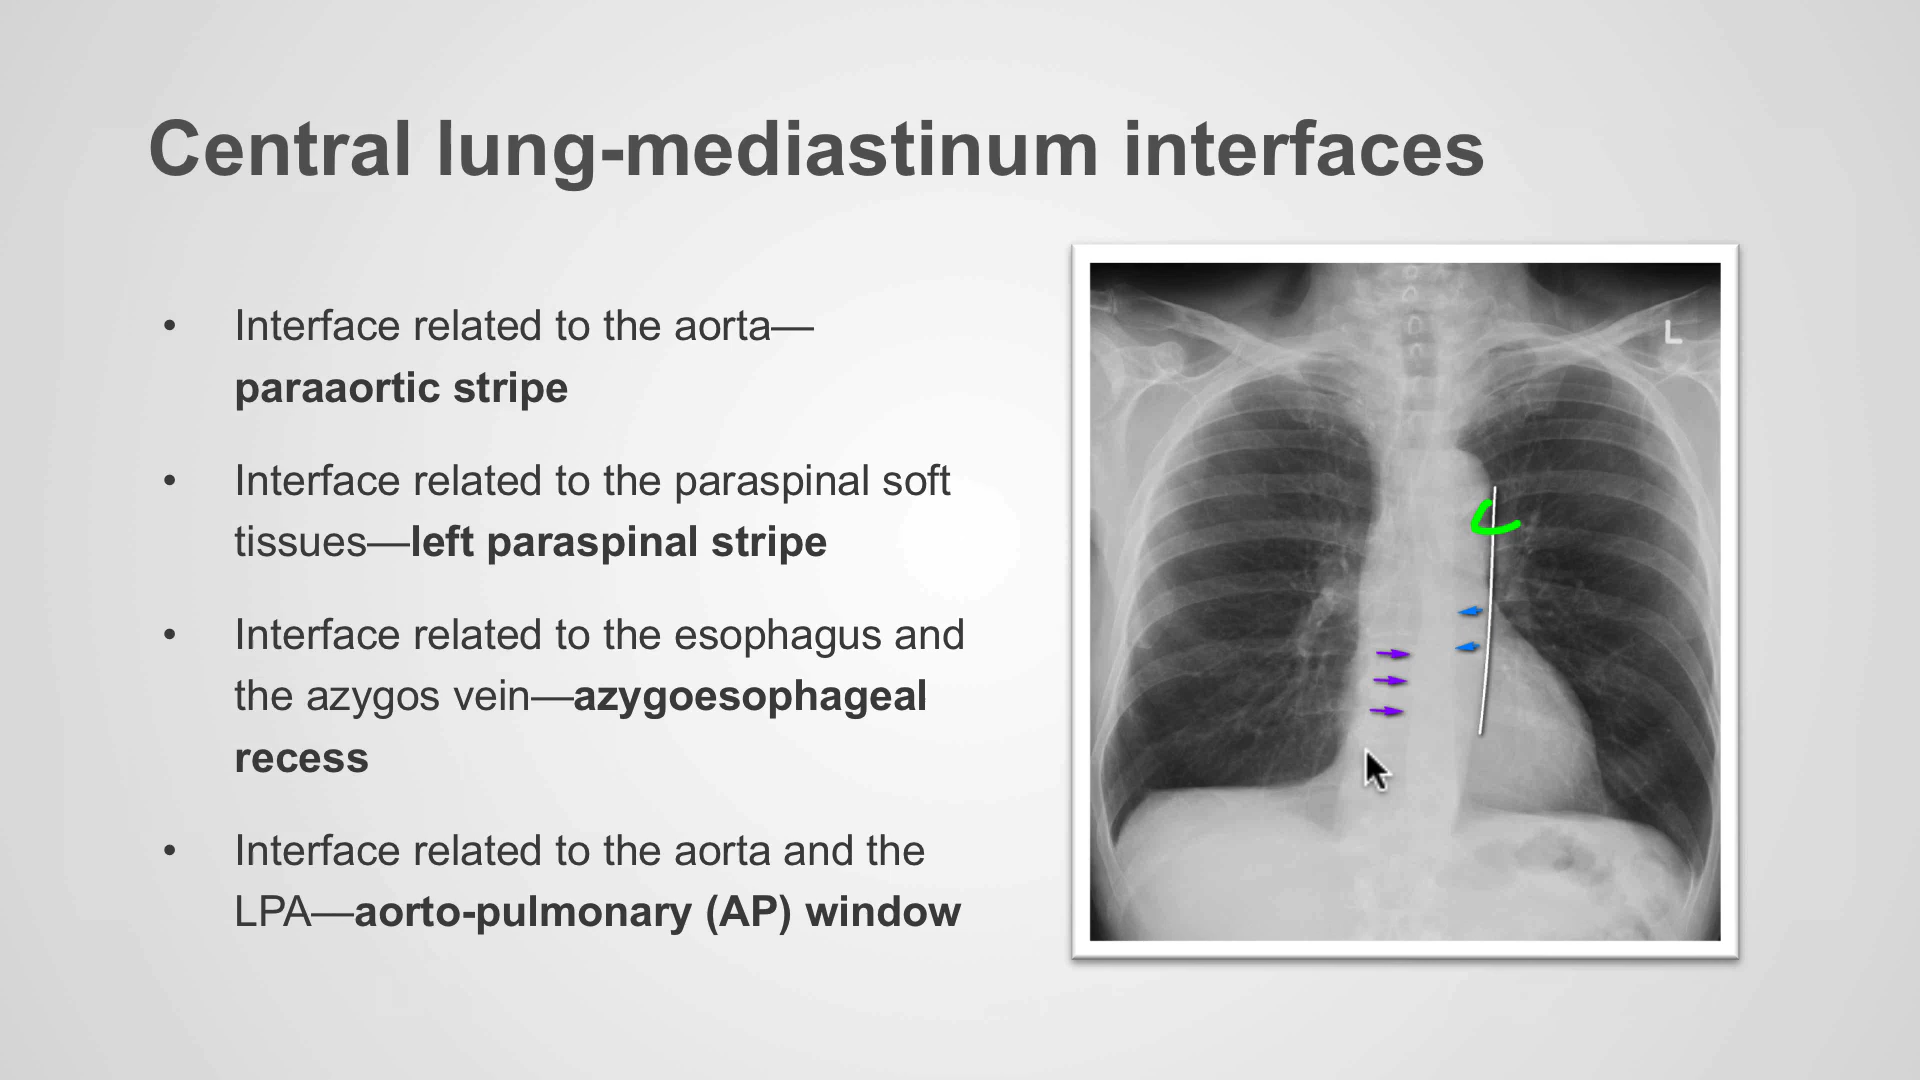 Central lung-mediastinum interfaces
• Interface related to the aorta—
paraaortic stripe
• Interface related to the paraspinal soft
tissues—left paraspinal stripe
• Interface related to the esophagus and
the azygos vein—azygoesophageal
recess
• Interface related to the aorta and the
LPA—aorto-pulmonary (AP) window
L